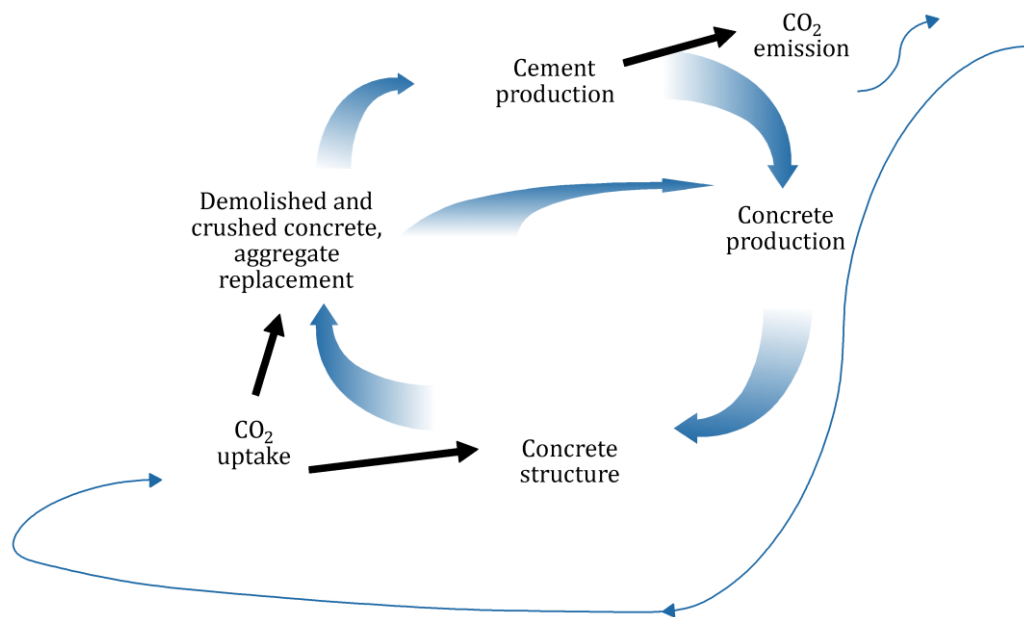 CO₂
emission
Cement
production
Demolished and
crushed concrete,
aggregate
replacement
Concrete
production
CO₂
uptake
Concrete
structure